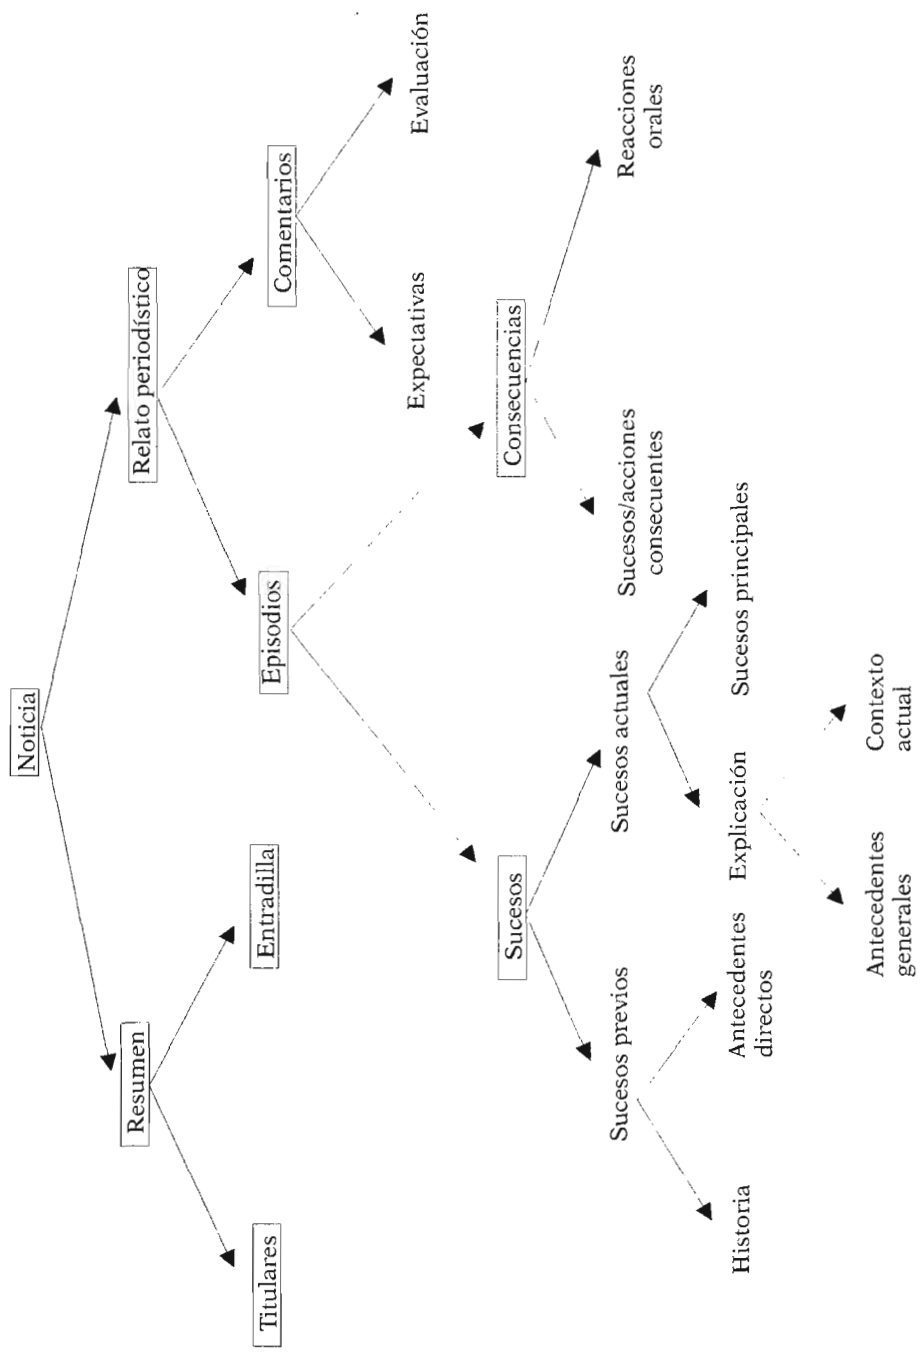 Noticia
Resumen
Relato periodístico
Titulares
Entradilla
Episodios
Comentarios
Expectativas
Evaluación
Sucesos
Consecuencias
Sucesos previos
Sucesos actuales
Sucesos/acciones
consecuentes
Reacciones
orales
Historia
Antecedentes
directos
Explicación
Sucesos principales
Antecedentes
generales
Contexto
actual